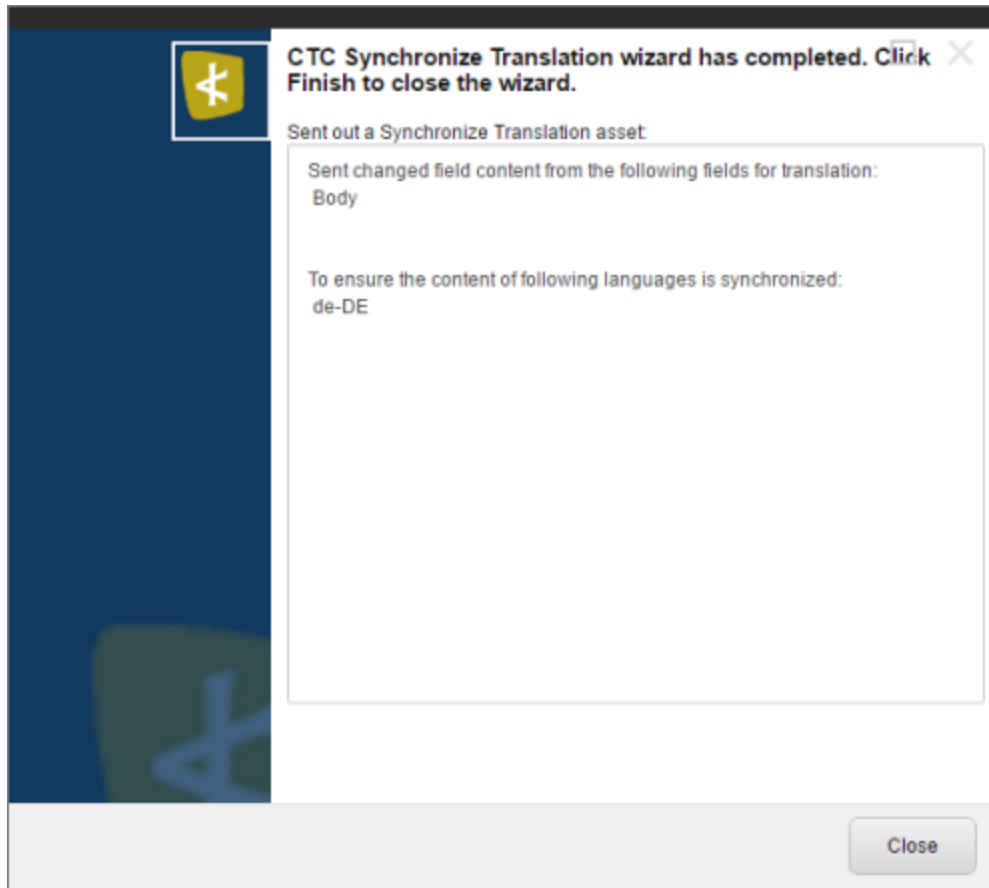 CTC Synchronize Translation wizard has completed. Click
Finish to close the wizard.
Sent out a Synchronize Translation asset:
Sent changed field content from the following fields for translation:
Body
To ensure the content of following languages is synchronized:
de-DE
Close